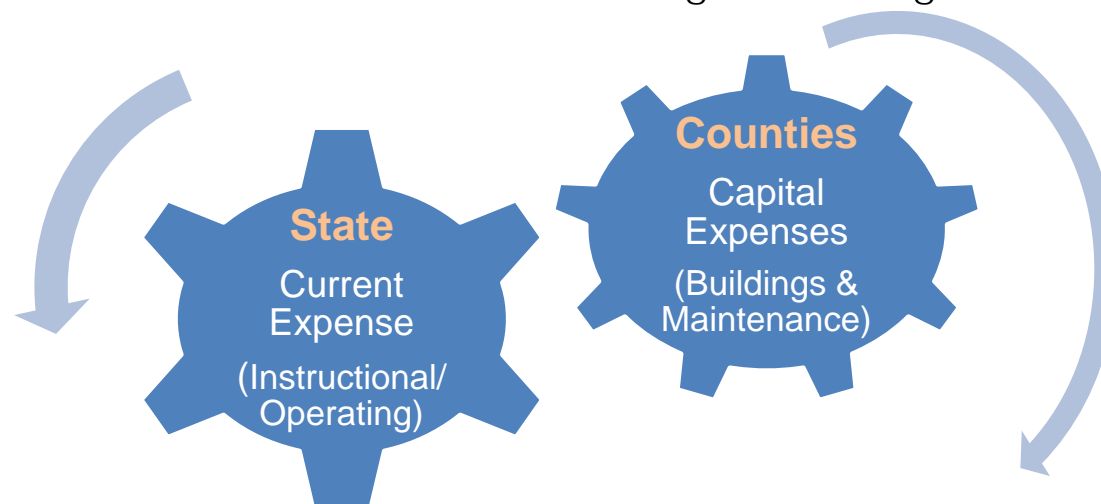 State
Current
Expense
(Instructional/
Operating)
Counties
Capital
Expenses
(Buildings &
Maintenance)